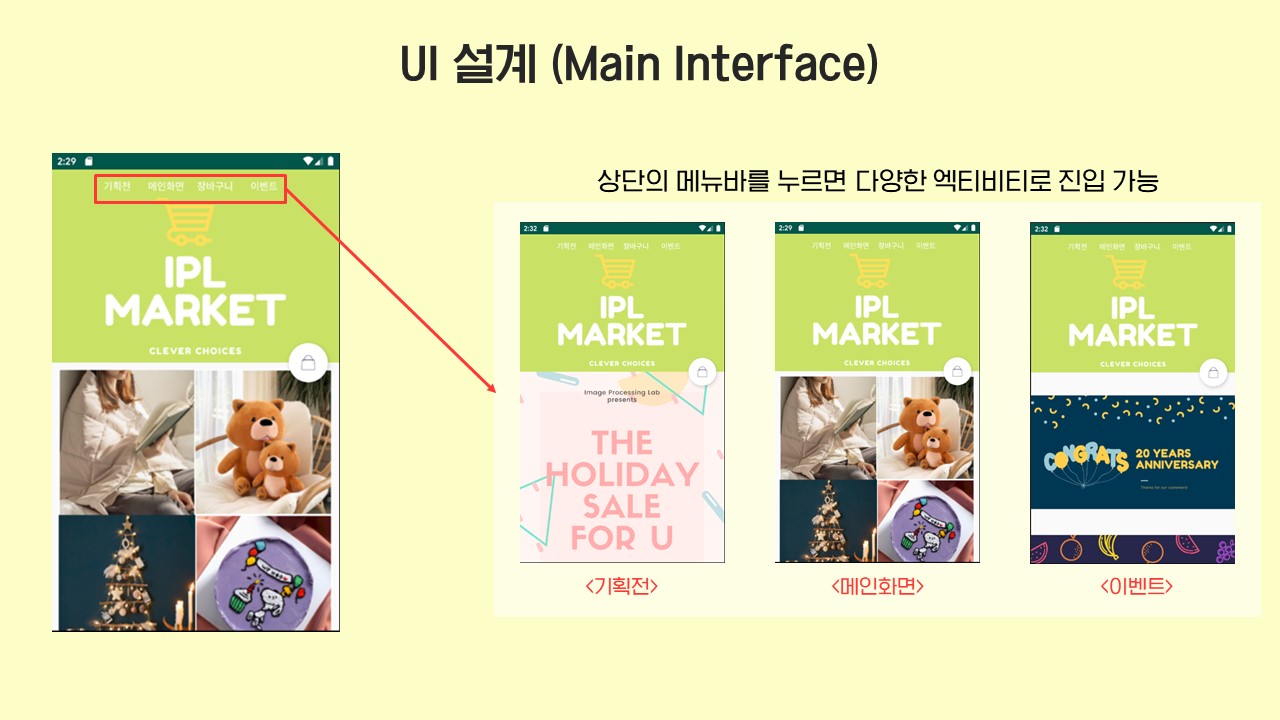 UI 설계 (Main Interface)
2:29
기획전 메인화면 장바구니 이벤트
IPL
MARKET
CLEVER CHOICES
상단의 메뉴바를 누르면 다양한 엑티비티로 진입 가능
2:32
기획전 메인화면 장바구니 이벤트
IPL
MARKET
CLEVER CHOICES
Image Processing Lab
presents
THE
HOLIDAY
SALE
FOR U
<기획전>
2:29
기획전 메인화면 장바구니 이벤트
IPL
MARKET
CLEVER CHOICES
<메인화면>
2:32
기획전 메인화면 장바구니 이벤트
IPL
MARKET
CLEVER CHOICES
CONGRATS
20 YEARS
ANNIVERSARY
Thanks for our customers!
<이벤트>